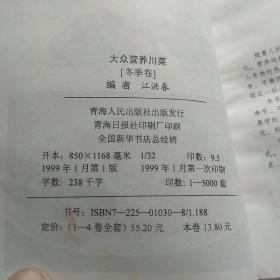 大众营养川菜
[冬季卷]
编者 江洪春
青海人民出版社出版发行
青海日报社印刷厂印刷
全国新华书店总经销
开本：850×1168毫米 1/32 印张：9.5
1999年1月第1版 1999年1月第一次印刷
字数：238千字 印数：1—5000套
书号：ISBN7—225—01030—8/1.188
定价：（1—4卷全套）55.20元 本卷13.80元